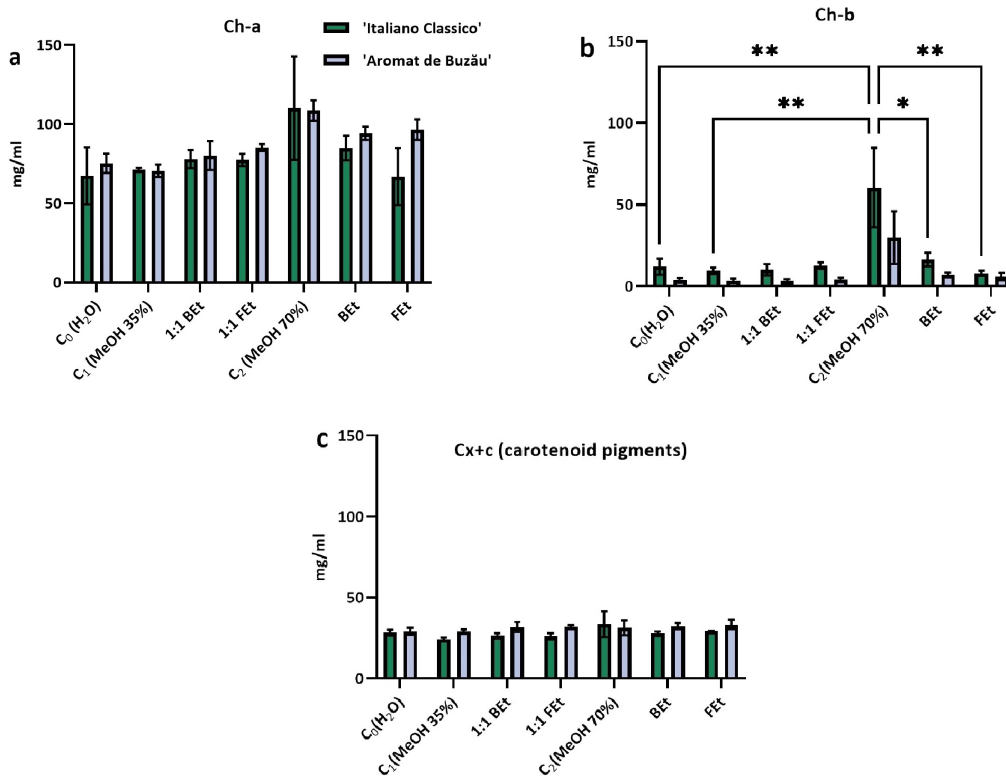 a
Ch-a
'Italiano Classico'
'Aromat de Buzău'
mg/ml
150
100
50
0
C₀(H₂O)
C₁ (MeOH 35%)
1:1 BEt
1:1 FEt
C₂ (MeOH 70%)
BEt
FEt
b
Ch-b
mg/ml
150
100
50
0
**
**
**
*
C₀(H₂O)
C₁(MeOH 35%)
1:1 BEt
1:1 FEt
C₂(MeOH 70%)
BEt
FEt
c
Cx+c (carotenoid pigments)
mg/ml
150
100
50
0
C₀(H₂O)
C₁(MeOH 35%)
1:1 BEt
1:1 FEt
C₂(MeOH 70%)
BEt
FEt